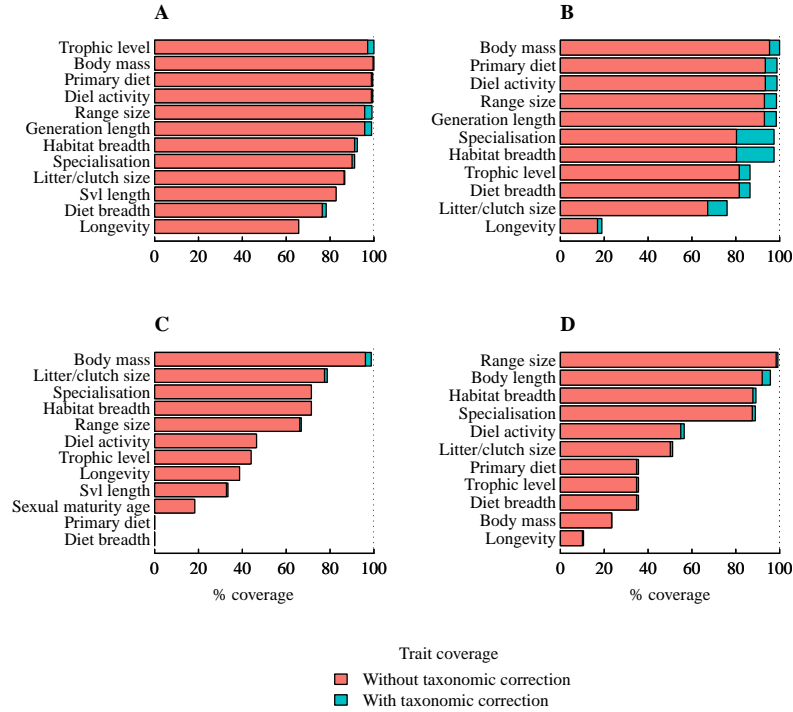 A
Trophic level
Body mass
Primary diet
Diel activity
Range size
Generation length
Habitat breadth
Specialisation
Litter/clutch size
Svl length
Diet breadth
Longevity
0 20 40 60 80 100
B
Body mass
Primary diet
Diel activity
Range size
Generation length
Specialisation
Habitat breadth
Trophic level
Diet breadth
Litter/clutch size
Longevity
0 20 40 60 80 100
C
Body mass
Litter/clutch size
Specialisation
Habitat breadth
Range size
Diel activity
Trophic level
Longevity
Svl length
Sexual maturity age
Primary diet
Diet breadth
0 20 40 60 80 100
% coverage
D
Range size
Body length
Habitat breadth
Specialisation
Diel activity
Litter/clutch size
Primary diet
Trophic level
Diet breadth
Body mass
Longevity
0 20 40 60 80 100
% coverage
Trait coverage
Without taxonomic correction
With taxonomic correction